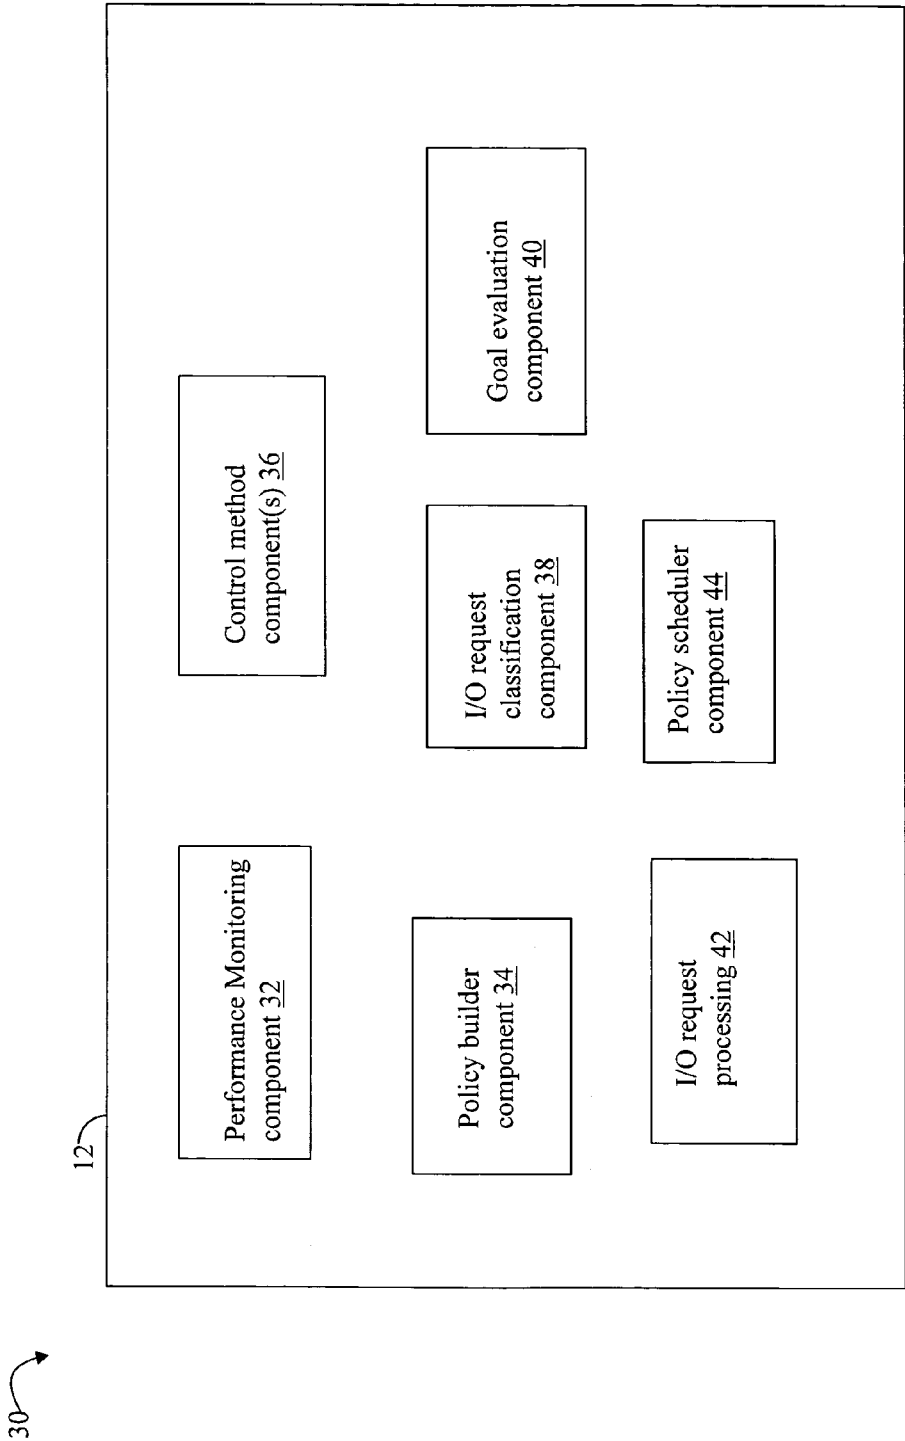 30
12
Performance Monitoring
component 32
Control method
component(s) 36
Policy builder
component 34
I/O request
classification
component 38
Goal evaluation
component 40
I/O request
processing 42
Policy scheduler
component 44